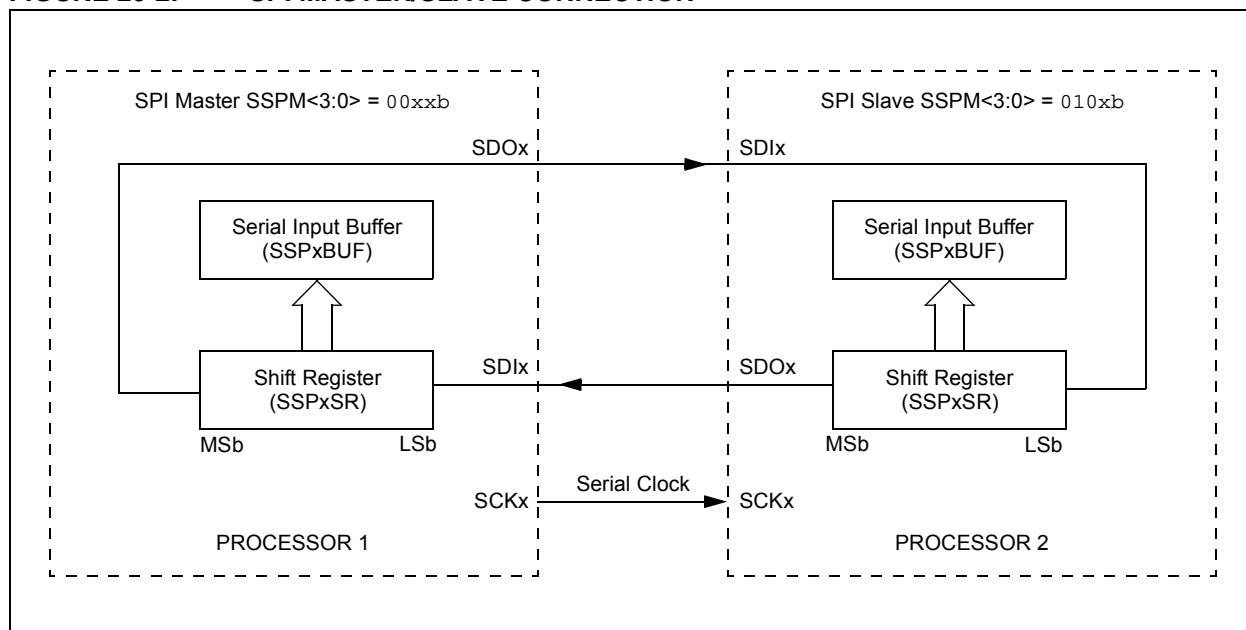 SPI Master SSPM<3:0> = 00xxb
SDOx
Serial Input Buffer
(SSPxBUF)
SDIx
Shift Register
(SSPxSR)
MSb
LSb
Serial Clock
SCKx
PROCESSOR 1
SPI Slave SSPM<3:0> = 010xb
SDIx
Serial Input Buffer
(SSPxBUF)
SDOx
Shift Register
(SSPxSR)
MSb
LSb
SCKx
PROCESSOR 2